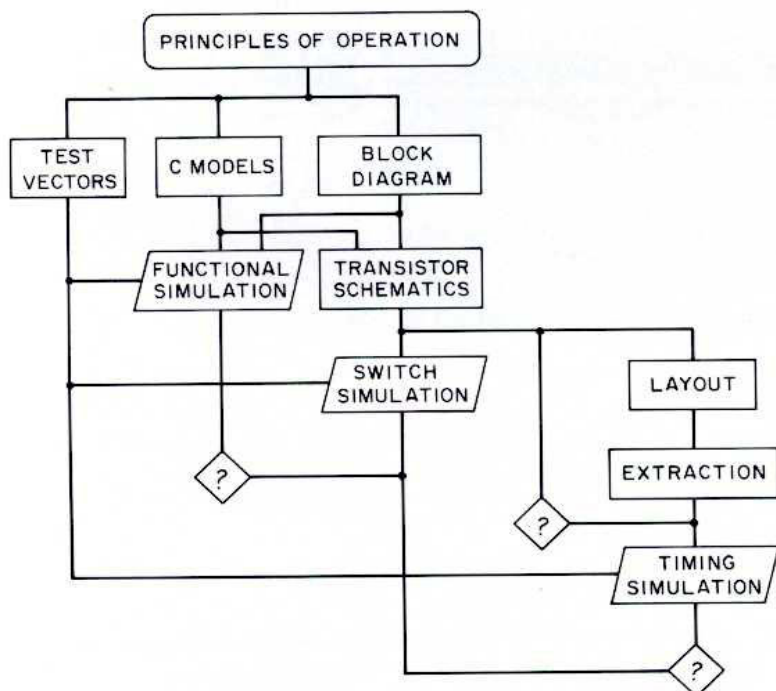 PRINCIPLES OF OPERATION
TEST
VECTORS
C MODELS
BLOCK
DIAGRAM
FUNCTIONAL
SIMULATION
TRANSISTOR
SCHEMATICS
SWITCH
SIMULATION
LAYOUT
?
EXTRACTION
?
TIMING
SIMULATION
?